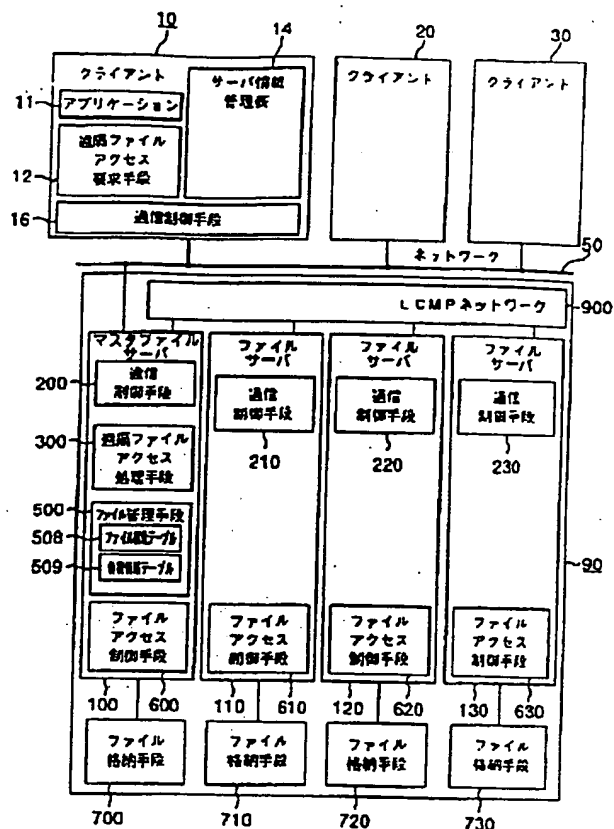 10
14
20
30
クライアント
サーバ情報
管理表
クライアント
クライアント
11
アプリケーション
12
遠隔ファイル
アクセス
要求手段
16
通信制御手段
ネットワーク
50
LCMPネットワーク
900
マスタファイル
サーバ
ファイル
サーバ
ファイル
サーバ
ファイル
サーバ
200
通信
制御手段
通信
制御手段
通信
制御手段
通信
制御手段
210
220
230
300
遠隔ファイル
アクセス
処理手段
500
ファイル管理手段
508
テーブル
509
テーブル
90
ファイル
アクセス
制御手段
ファイル
アクセス
制御手段
ファイル
アクセス
制御手段
ファイル
アクセス
制御手段
100
600
110
610
120
620
130
630
ファイル
格納手段
ファイル
格納手段
ファイル
格納手段
ファイル
格納手段
700
710
720
730